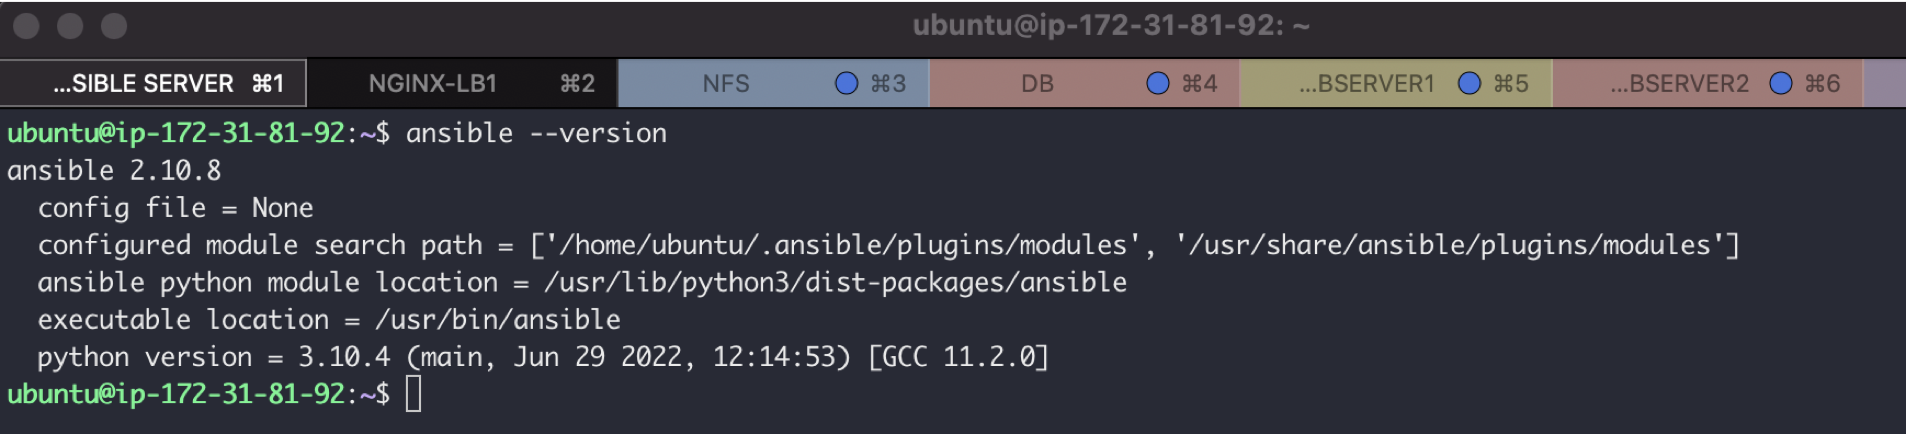 ubuntu@ip-172-31-81-92: ~
...SIBLE SERVER ⌘1 NGINX-LB1 ⌘2 NFS ⌘3 DB ⌘4 ...BSERVER1 ⌘5 ...BSERVER2 ⌘6
ubuntu@ip-172-31-81-92:~$ ansible --version
ansible 2.10.8
  config file = None
  configured module search path = ['/home/ubuntu/.ansible/plugins/modules', '/usr/share/ansible/plugins/modules']
  ansible python module location = /usr/lib/python3/dist-packages/ansible
  executable location = /usr/bin/ansible
  python version = 3.10.4 (main, Jun 29 2022, 12:14:53) [GCC 11.2.0]
ubuntu@ip-172-31-81-92:~$